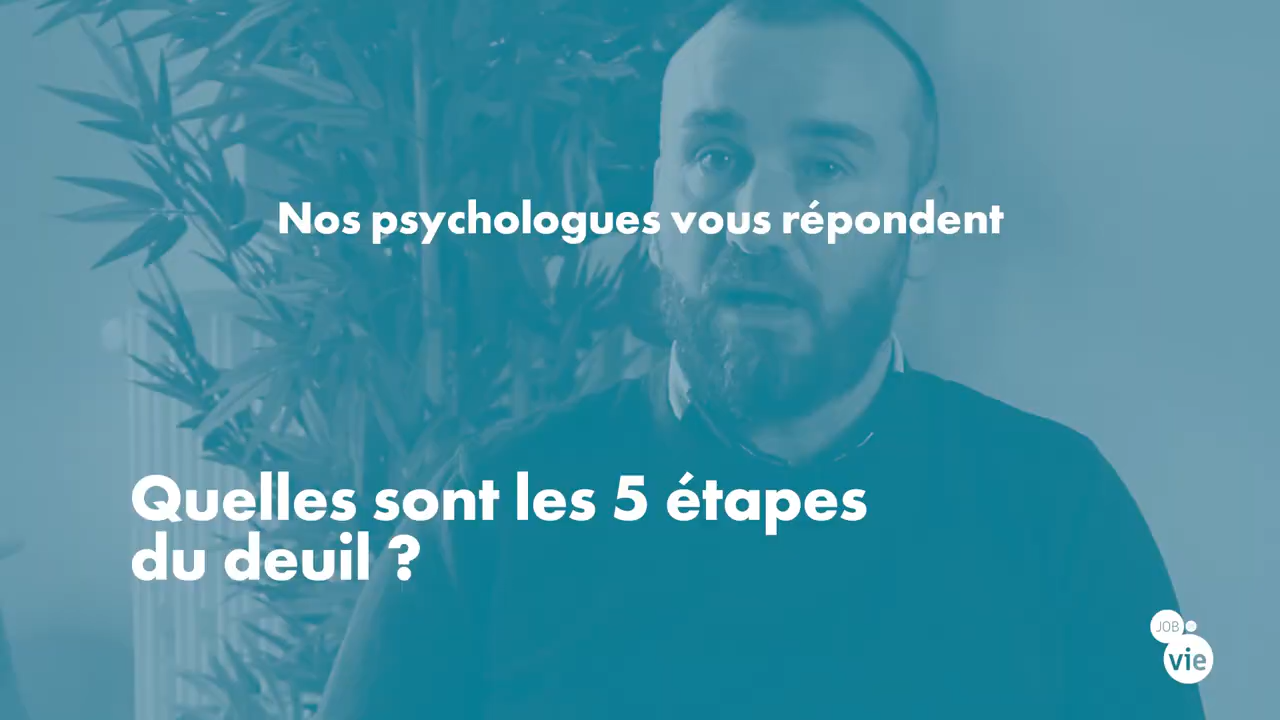 Nos psychologues vous répondent
Quelles sont les 5 étapes
du deuil ?
JOB
vie